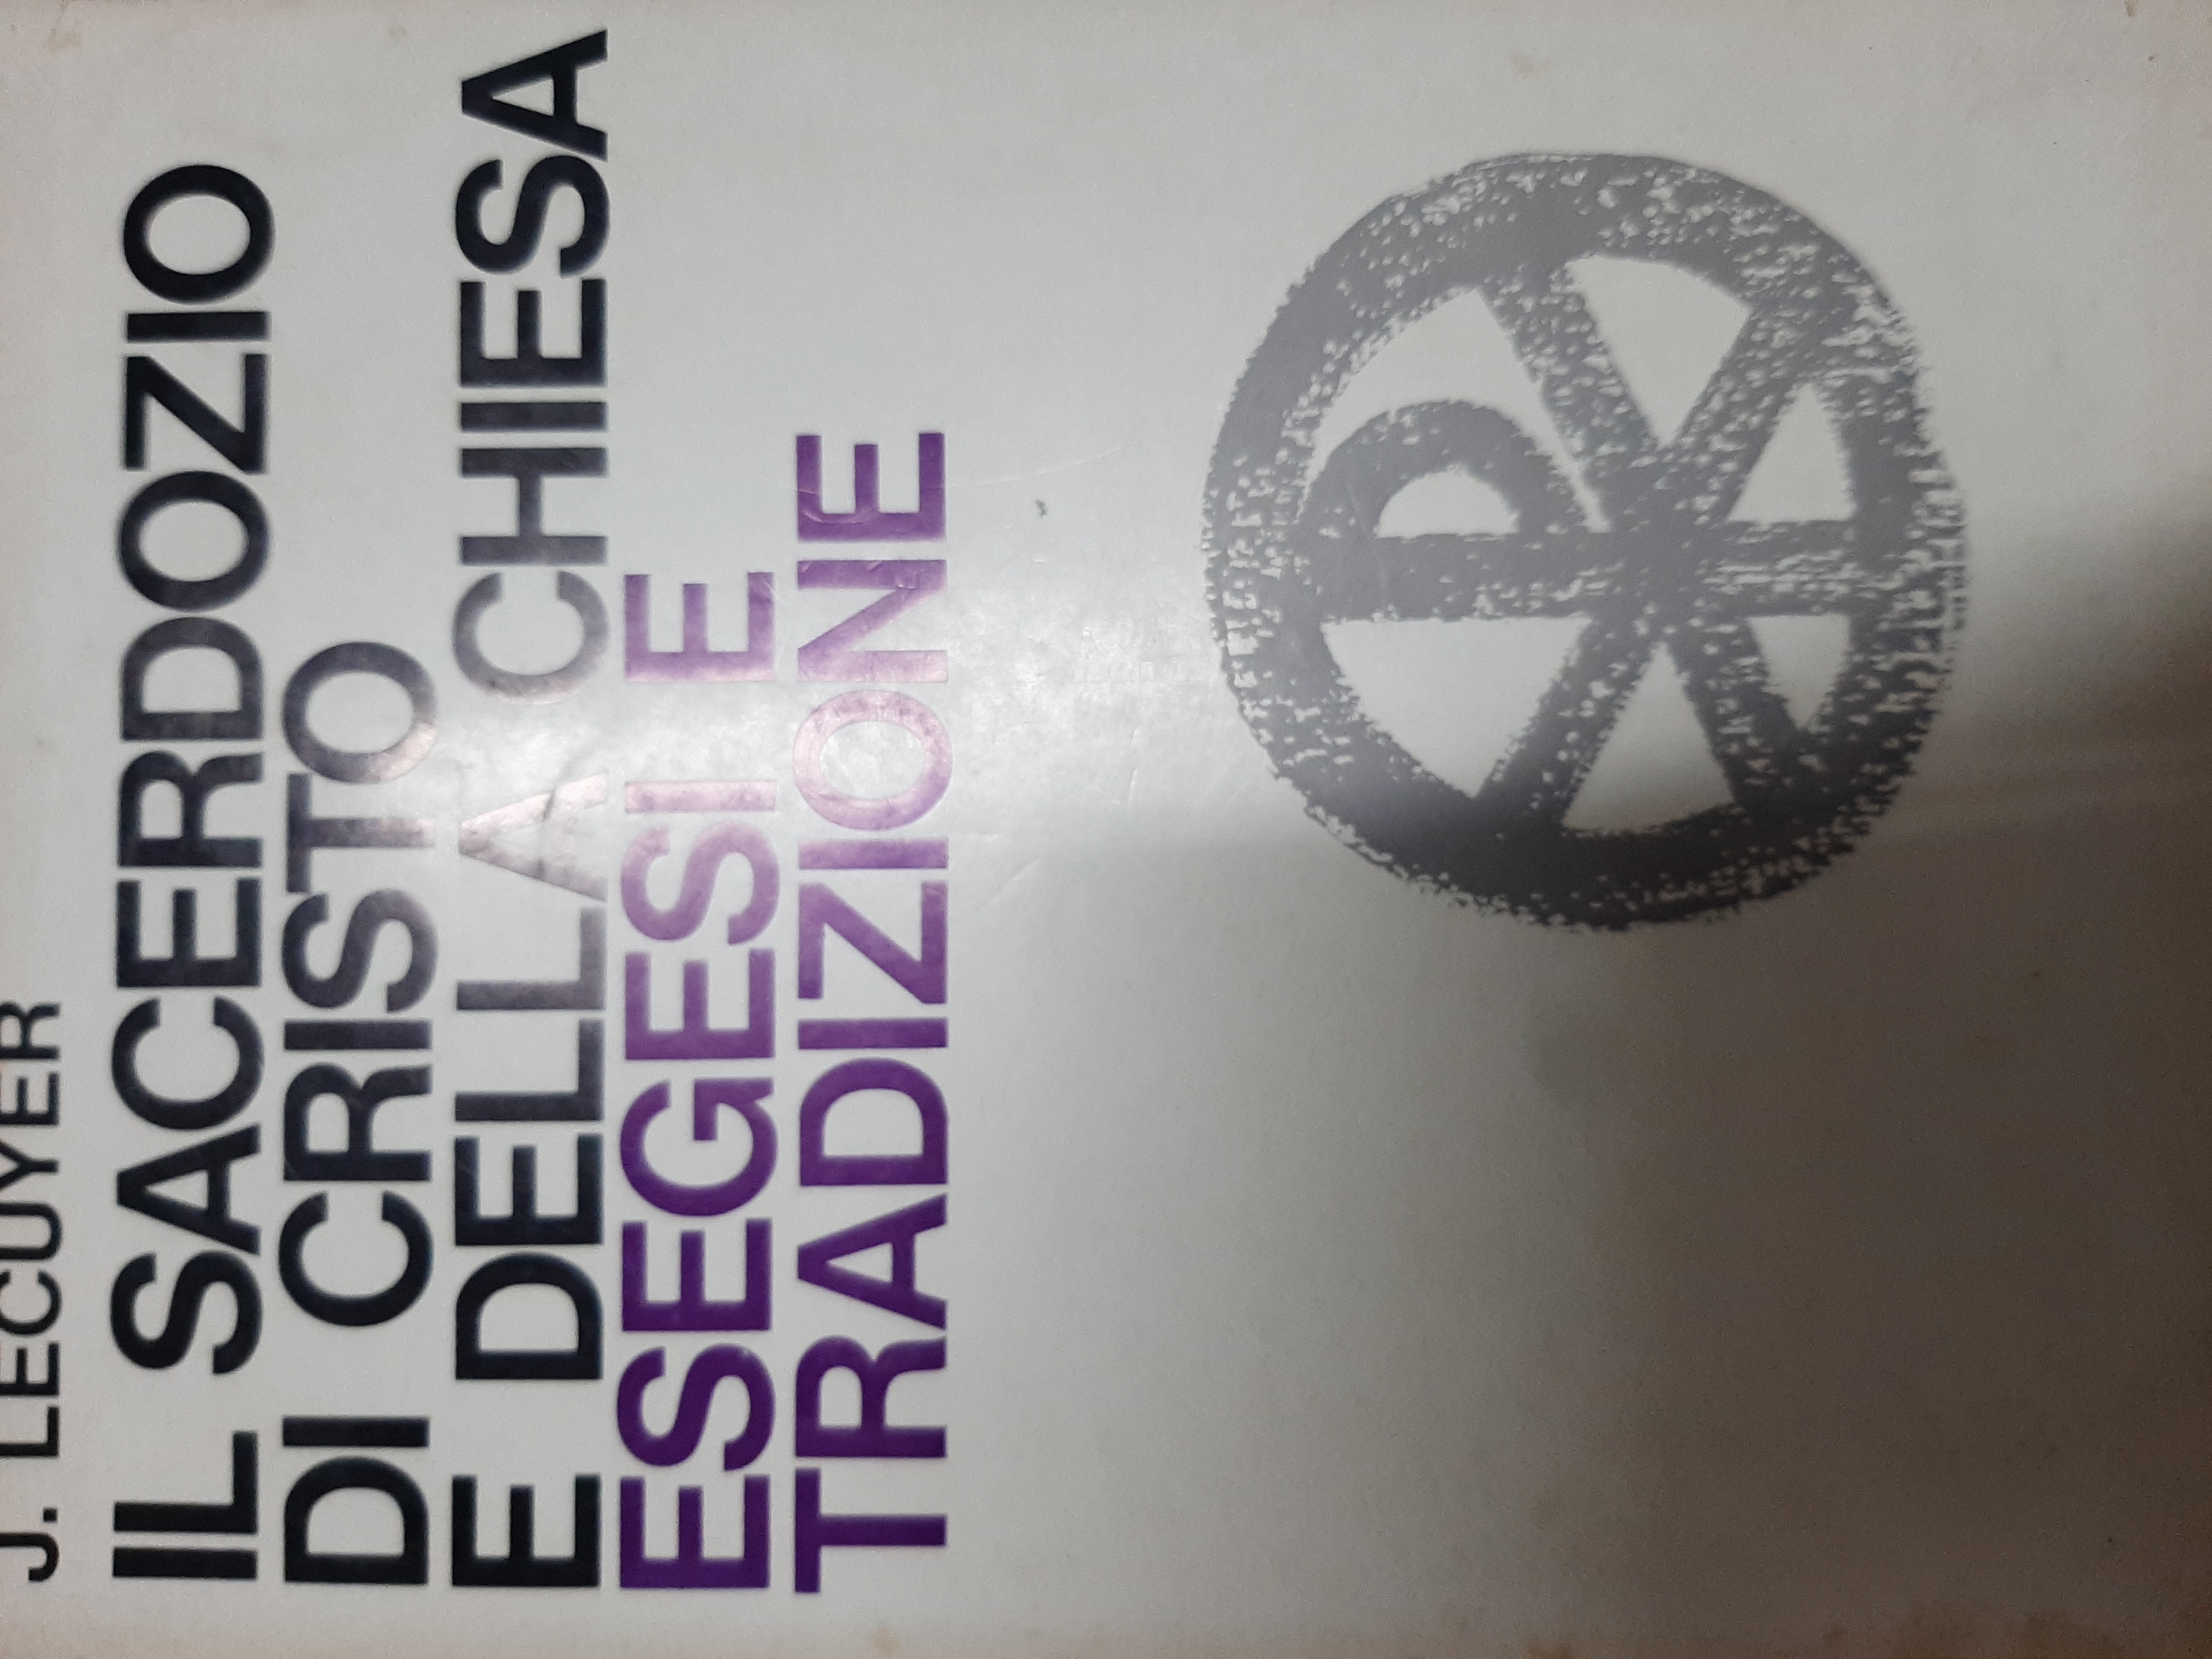 J. LECUYER
IL SACERDOZIO
DI CRISTO
E DELLA CHIESA
ESEGESI E
TRADIZIONE